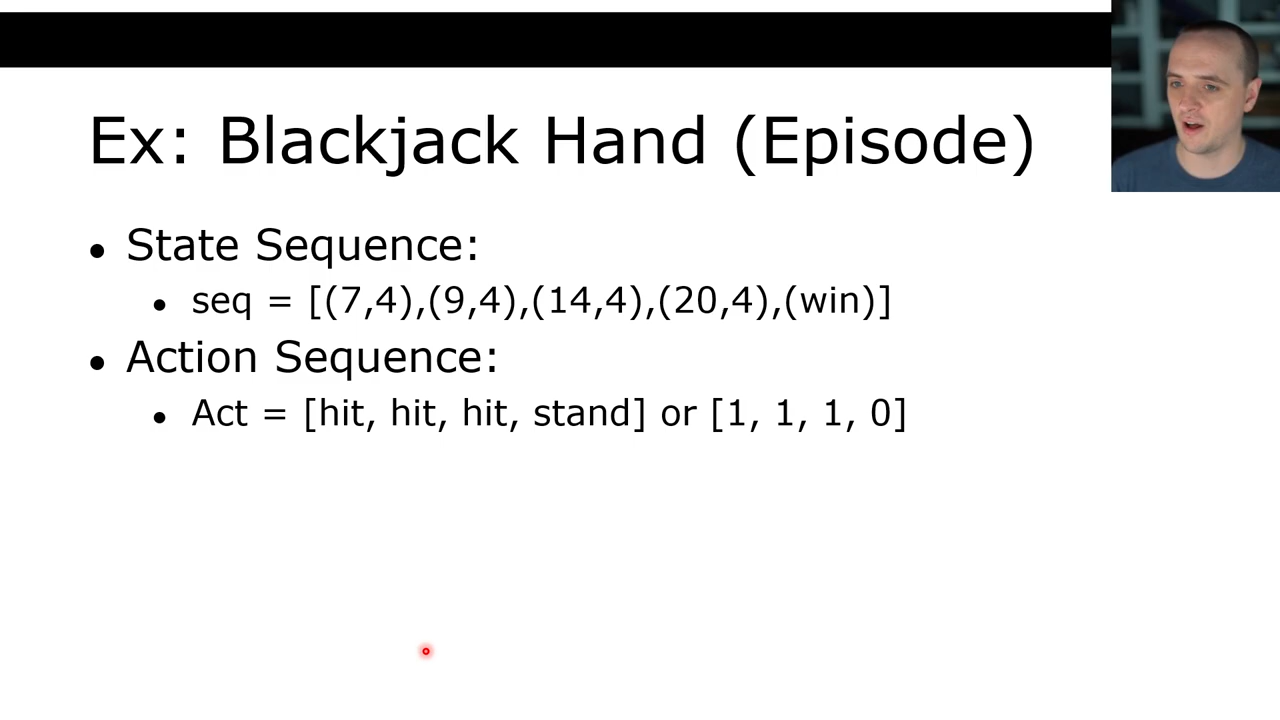 Ex: Blackjack Hand (Episode)
• State Sequence:
• seq = [(7,4),(9,4),(14,4),(20,4),(win)]
• Action Sequence:
• Act = [hit, hit, hit, stand] or [1, 1, 1, 0]